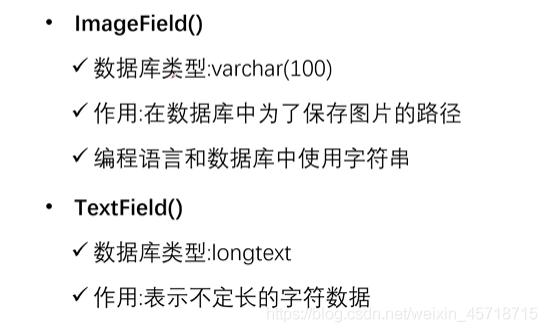 • ImageField()
✓ 数据库类型:varchar(100)
✓ 作用:在数据库中为了保存图片的路径
✓ 编程语言和数据库中使用字符串
• TextField()
✓ 数据库类型:longtext
✓ 作用:表示不定长的字符数据
https://blog.csdn.net/weixin_45718715